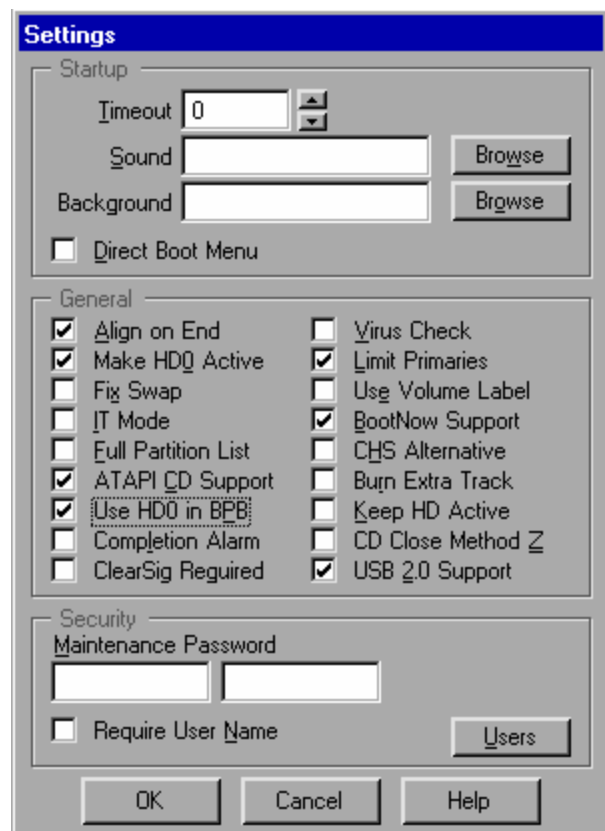 Settings
Startup
Timeout 0
Sound Browse
Background Browse
Direct Boot Menu
General
Align on End Virus Check
Make HD0 Active Limit Primaries
Fix Swap Use Volume Label
IT Mode BootNow Support
Full Partition List CHS Alternative
ATAPI CD Support Burn Extra Track
Use HD0 in BPB Keep HD Active
Completion Alarm CD Close Method Z
ClearSig Reguired USB 2.0 Support
Security
Maintenance Password
Require User Name Users
OK Cancel Help